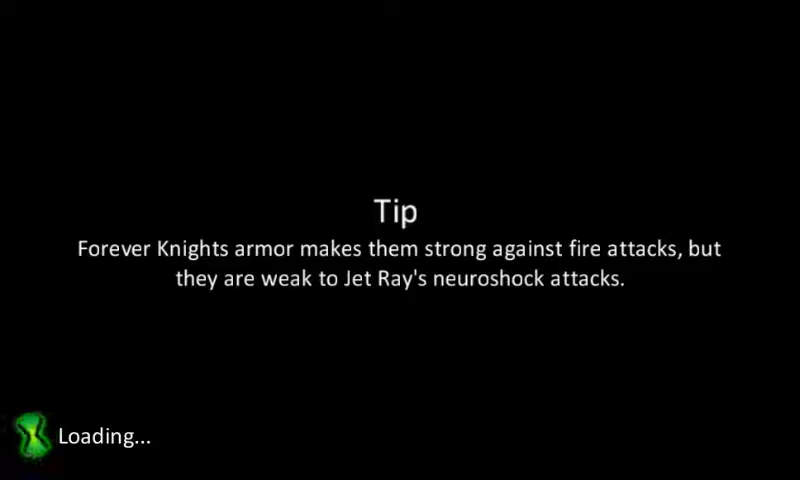 Tip
Forever Knights armor makes them strong against fire attacks, but
they are weak to Jet Ray's neuroshock attacks.
Loading...